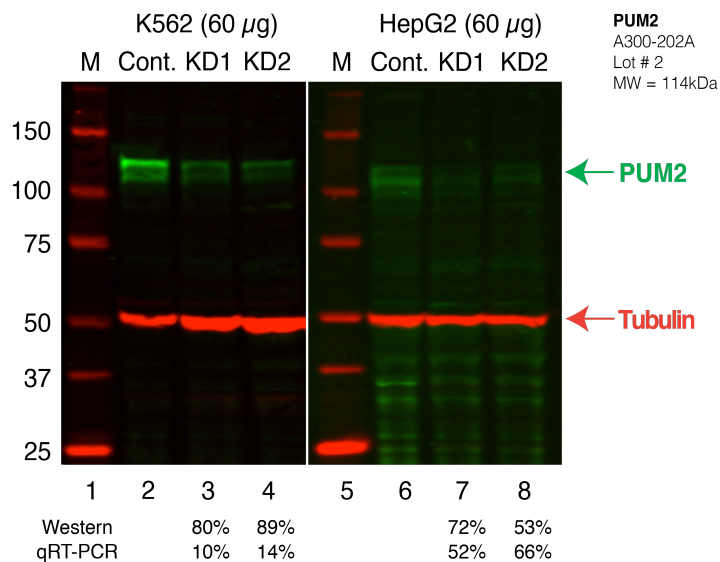 K562 (60 µg) HepG2 (60 µg)
PUM2
A300-202A
Lot # 2
MW = 114kDa
M Cont. KD1 KD2 M Cont. KD1 KD2
150
100
75
50
37
25
PUM2
Tubulin
1 2 3 4 5 6 7 8
Western 80% 89% 72% 53%
qRT-PCR 10% 14% 52% 66%